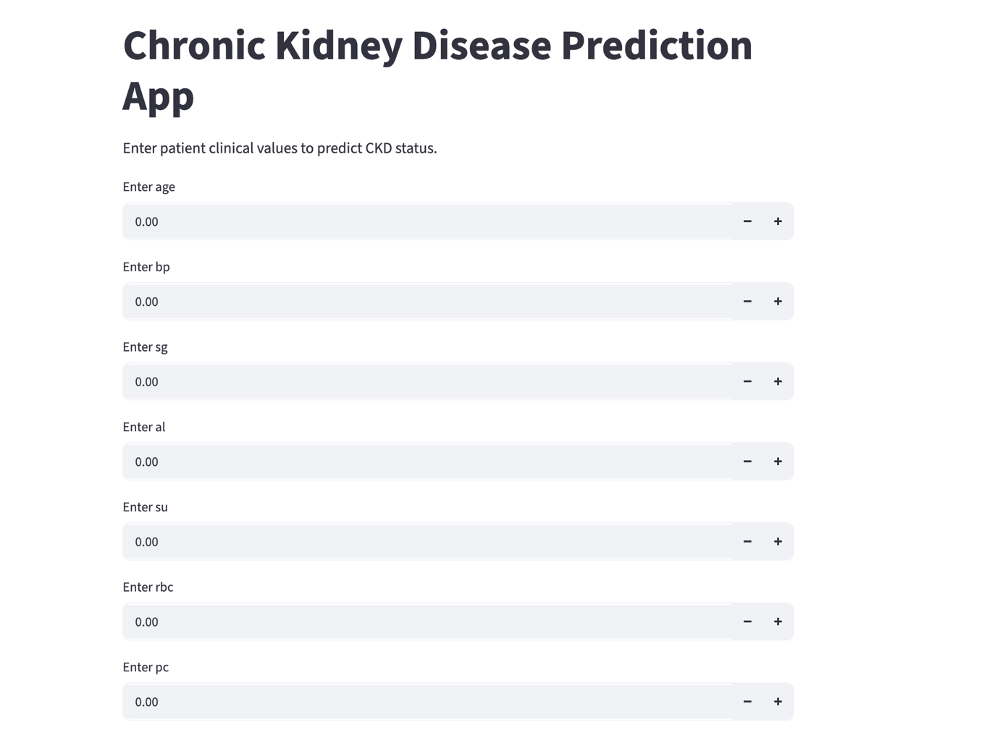 Chronic Kidney Disease Prediction
App
Enter patient clinical values to predict CKD status.
Enter age
0.00
Enter bp
0.00
Enter sg
0.00
Enter al
0.00
Enter su
0.00
Enter rbc
0.00
Enter pc
0.00